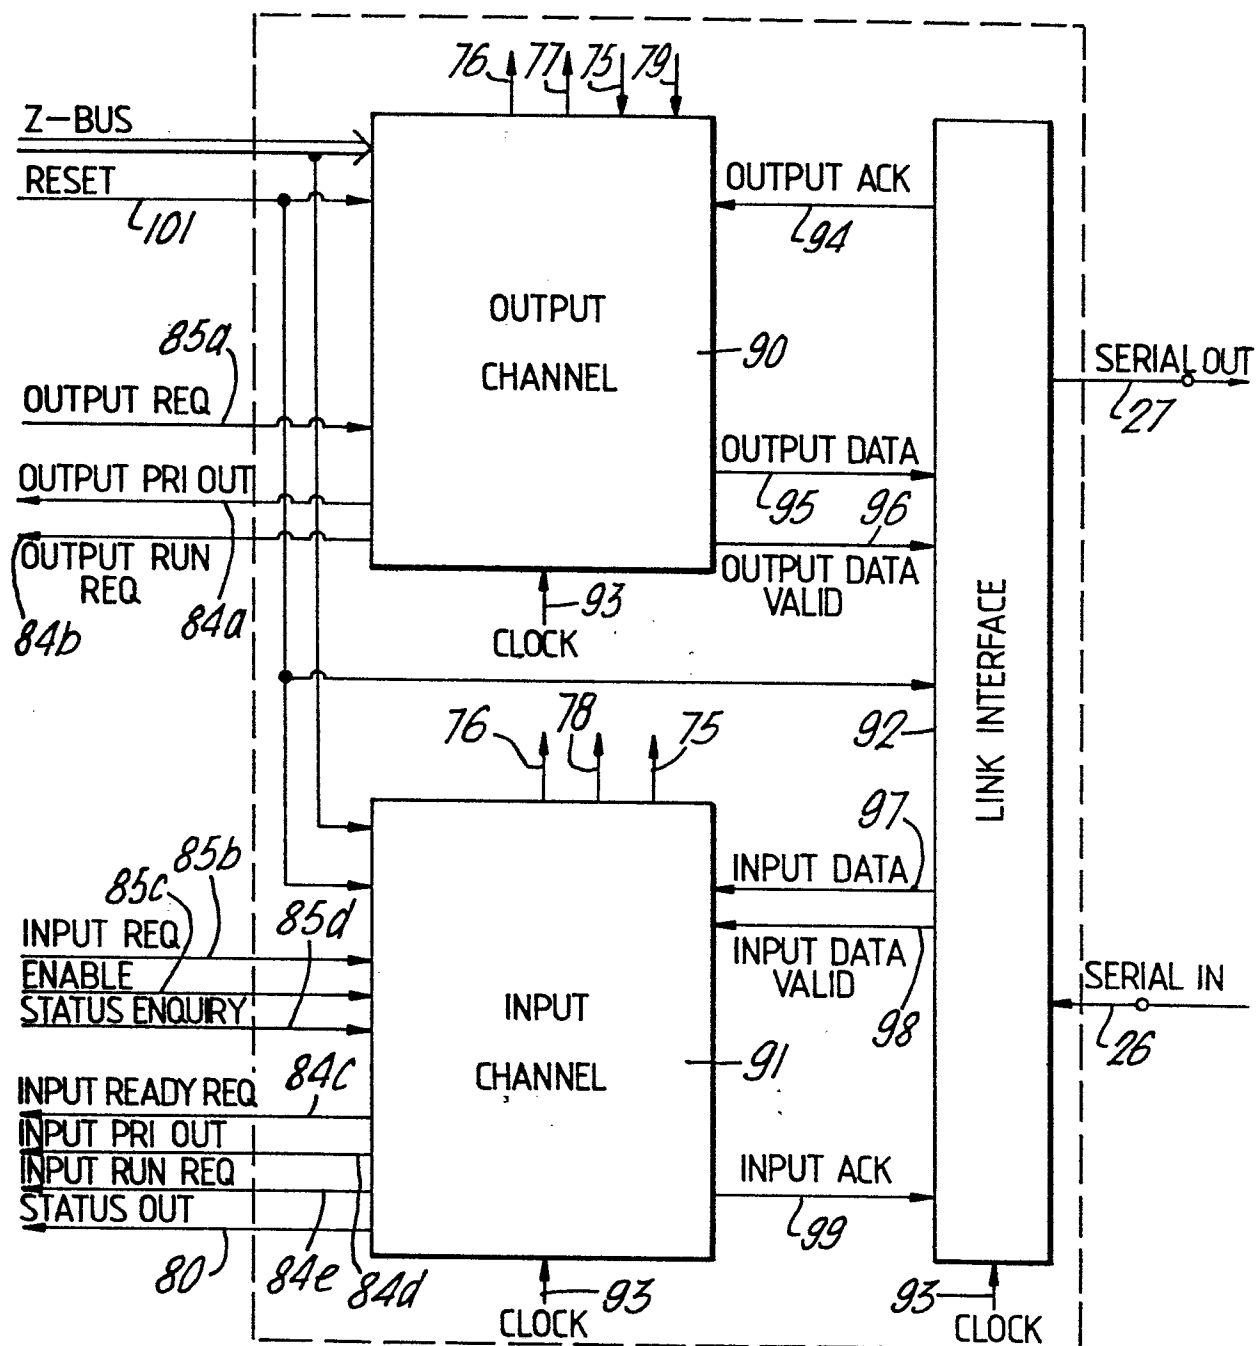 76 77 75 79
Z-BUS
RESET
101
OUTPUT ACK
94
OUTPUT
CHANNEL
90
85a
OUTPUT REQ
SERIAL OUT
27
OUTPUT PRI OUT
OUTPUT DATA
95
96
OUTPUT RUN
REQ
84b
84a
OUTPUT DATA
VALID
93
CLOCK
LINK INTERFACE
92
76 78 75
97
INPUT DATA
85b
85c
85d
INPUT REQ
ENABLE
STATUS ENQUIRY
INPUT DATA
VALID
98
SERIAL IN
26
INPUT
CHANNEL
91
84c
INPUT READY REQ
INPUT PRI OUT
INPUT RUN REQ
STATUS OUT
80
84e
84d
INPUT ACK
99
93
CLOCK
93
CLOCK